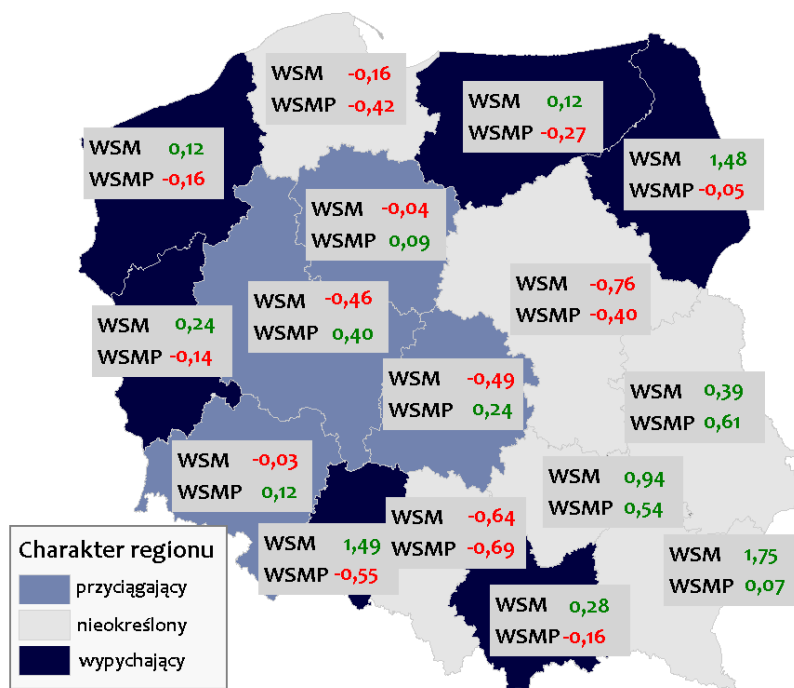 WSM -0,16
WSMP -0,42
WSM 0,12
WSMP -0,27
WSM 0,12
WSMP -0,16
WSM 1,48
WSMP -0,05
WSM -0,04
WSMP 0,09
WSM -0,76
WSMP -0,40
WSM -0,46
WSMP 0,40
WSM 0,24
WSMP -0,14
WSM -0,49
WSMP 0,24
WSM 0,39
WSMP 0,61
WSM -0,03
WSMP 0,12
WSM 0,94
WSMP 0,54
WSM -0,64
WSMP -0,69
WSM 1,49
WSMP -0,55
WSM 1,75
WSMP 0,07
WSM 0,28
WSMP -0,16
Charakter regionu
przyciągający
nieokreślony
wypychający